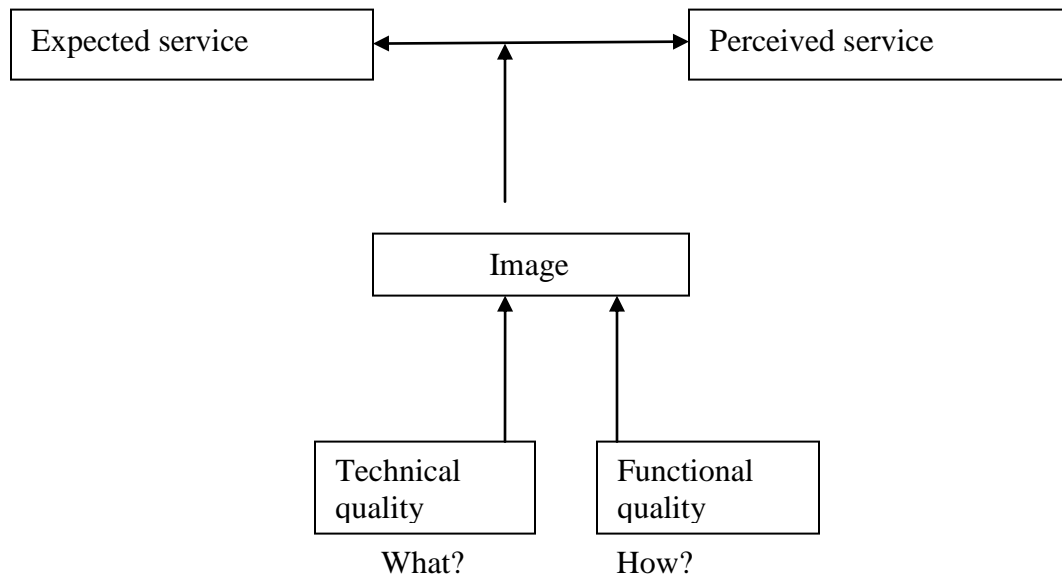 Expected service
Perceived service
Image
Technical
quality
Functional
quality
What?
How?